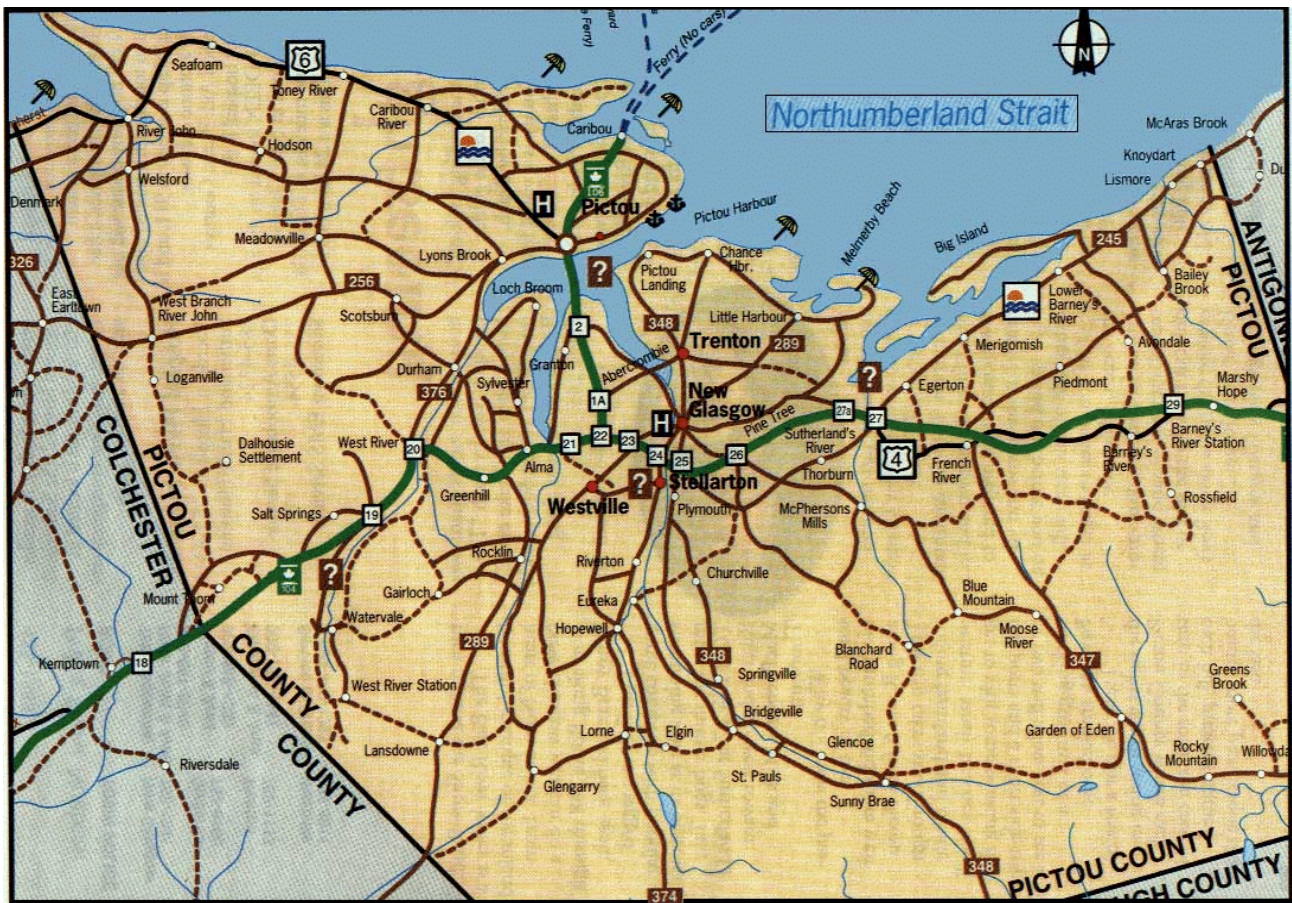 Ferry)
ward
Ferry (No cars)
N
Northumberland Strait
Seafoam
6
Toney River
Caribou
River
Caribou
106
River John
Hodson
Welsford
Denmark
H
Pictou
Pictou Harbour
Melmerby Beach
Big Island
McAras Brook
Knoydart
Lismore
245
ANTIGON
PICTOU
Bailey
Brook
Meadowville
Lyons Brook
?
Pictou
Landing
Chance
Hbr.
326
256
Loch Broom
East
Earltown
West Branch
River John
Scotsburn
2
348
Little Harbour
289
Lower
Barney's
River
Merigomish
Avondale
Trenton
Abercrombie
Granton
Durham
376
Sylvester
Loganville
?
Egerton
Piedmont
Marshy
Hope
New
Glasgow
H
1A
Pine Tree
27a
27
29
Sutherland's
River
Barney's
River Station
West River
20
21
22
23
24
25
26
4
Alma
Dalhousie
Settlement
COLCHESTER
PICTOU
Greenhill
Westville
?
Stellarton
Plymouth
Thorburn
French
River
Barney's
River
Rossfield
McPhersons
Mills
Salt Springs
19
Rocklin
Riverton
Churchville
104
?
Mount Thom
Gairloch
Eureka
Blue
Mountain
Watervale
Hopewell
Moose
River
289
348
Blanchard
Road
347
Kemptown
18
COUNTY
COUNTY
West River Station
Springville
Greens
Brook
Bridgeville
Lansdowne
Lorne
Elgin
Glencoe
Garden of Eden
Riversdale
Glengarry
St. Pauls
Sunny Brae
Rocky
Mountain
Willowda
374
348
PICTOU COUNTY
GH COUNTY